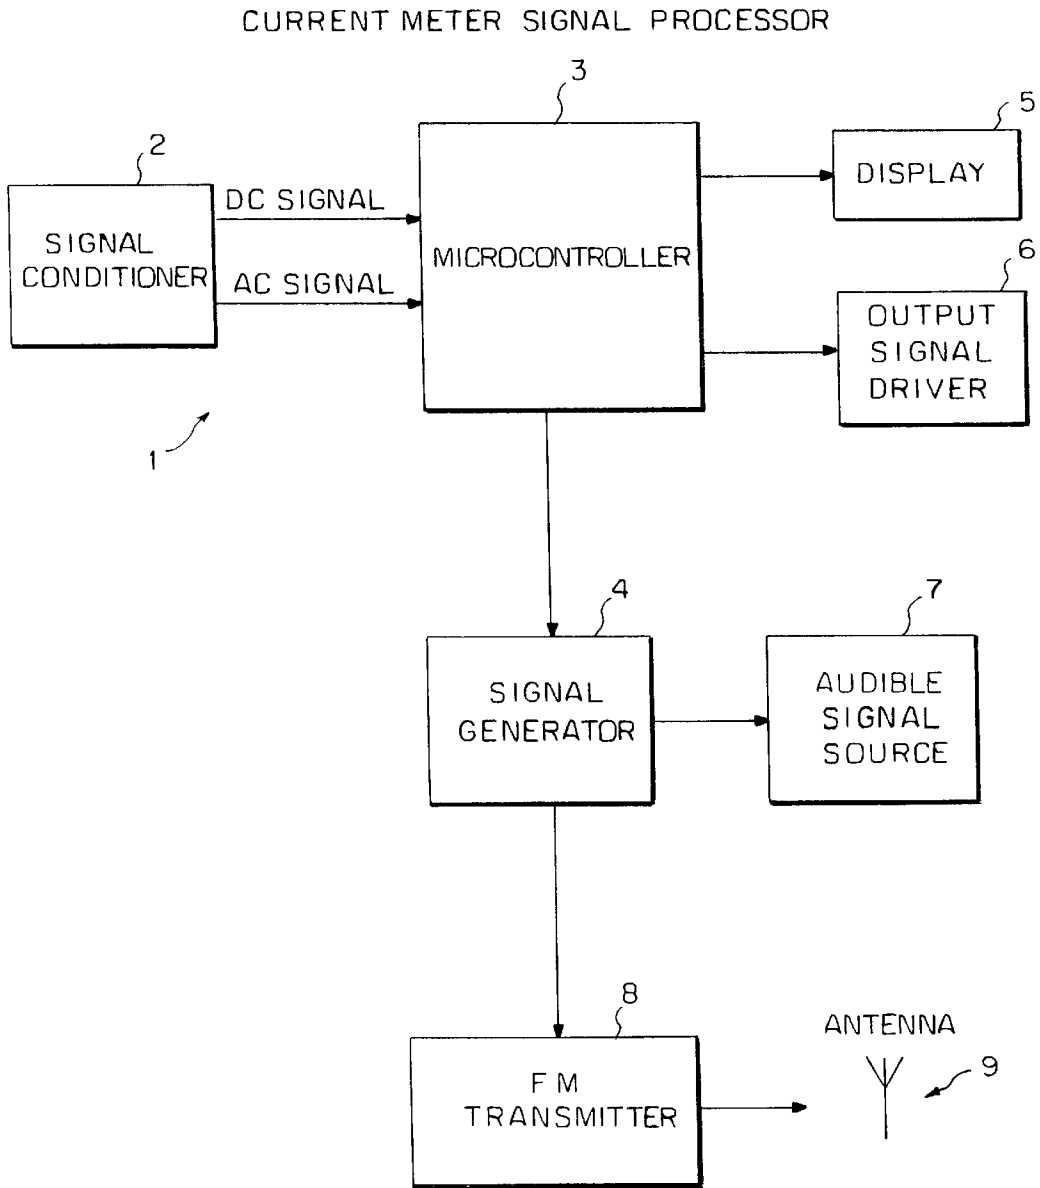 CURRENT METER SIGNAL PROCESSOR
3
5
2
DISPLAY
DC SIGNAL
SIGNAL
CONDITIONER
MICROCONTROLLER
6
AC SIGNAL
OUTPUT
SIGNAL
DRIVER
1
4
7
SIGNAL
GENERATOR
AUDIBLE
SIGNAL
SOURCE
8
ANTENNA
9
FM
TRANSMITTER